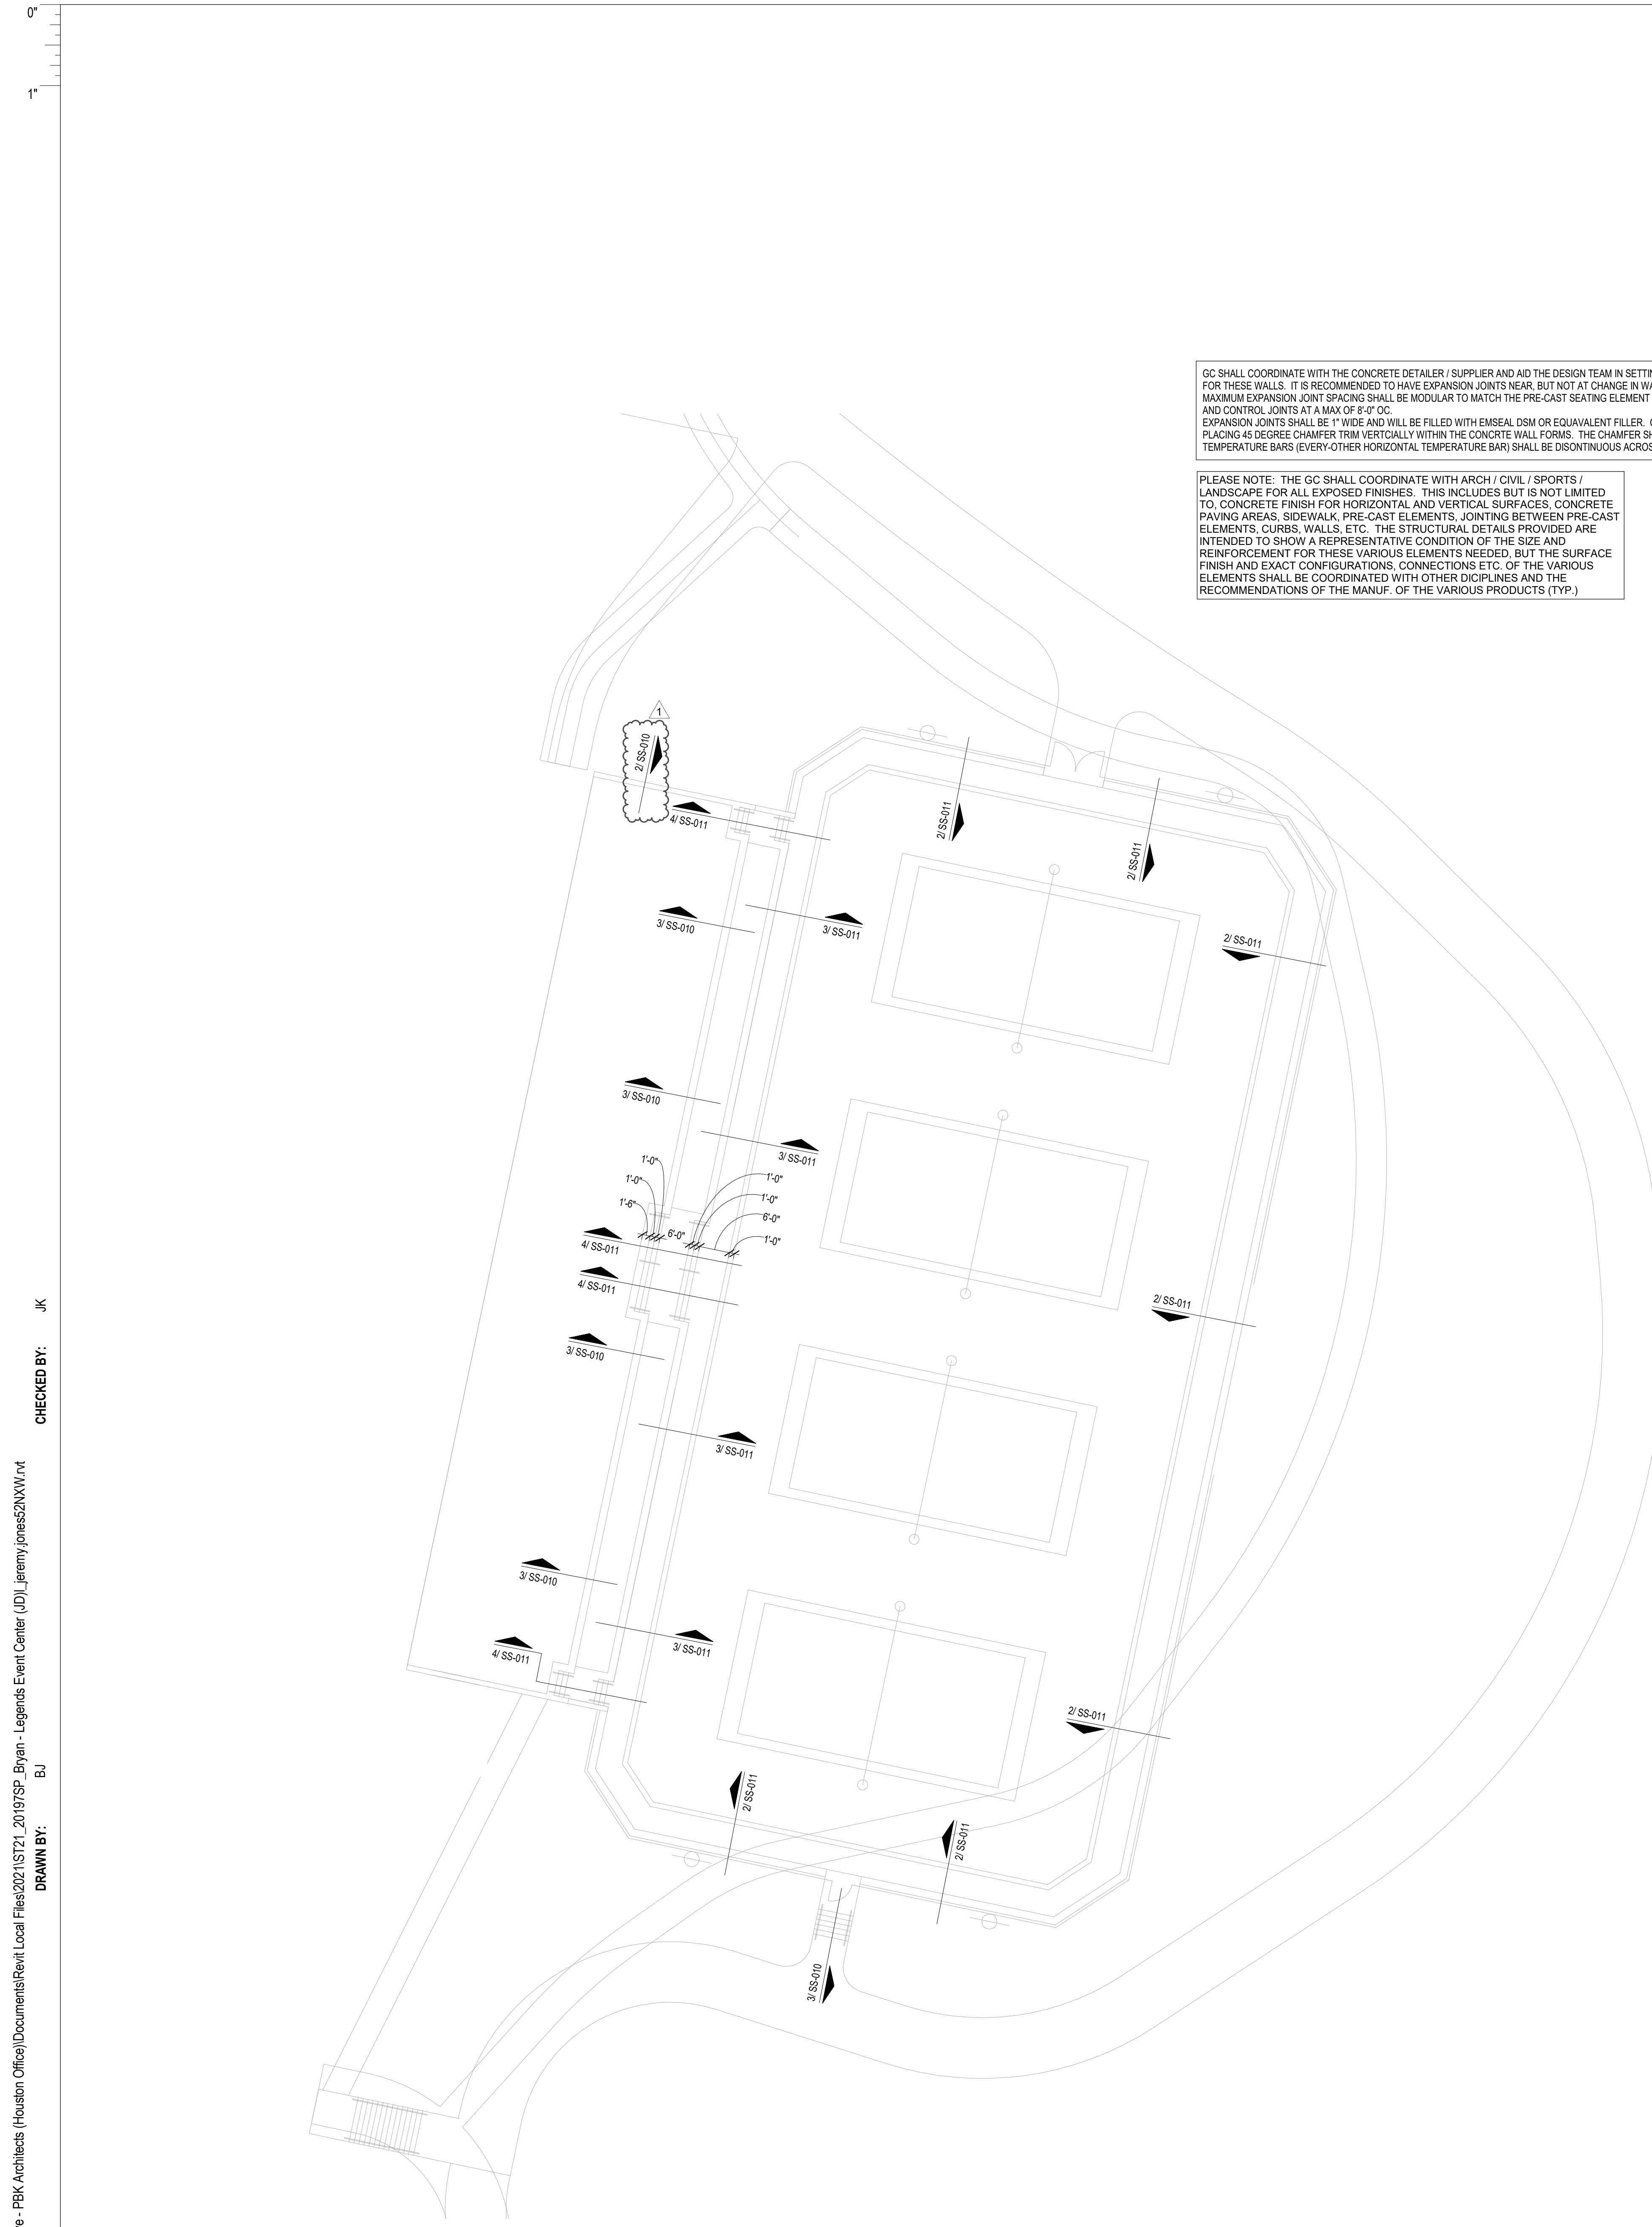 0"
1"
GC SHALL COORDINATE WITH THE CONCRETE DETAILER / SUPPLIER AND AID THE DESIGN TEAM IN
FOR THESE WALLS. IT IS RECOMMENDED TO HAVE EXPANSION JOINTS NEAR, BUT NOT AT CHANGE IN
MAXIMUM EXPANSION JOINT SPACING SHALL BE MODULAR TO MATCH THE PRE-CAST SEATING ELEMENT
AND CONTROL JOINTS AT A MAX OF 8'-0" OC.
EXPANSION JOINTS SHALL BE 1" WIDE AND WILL BE FILLED WITH EMSEAL DSM OR EQUAVALENT FILLER.
PLACING 45 DEGREE CHAMFER TRIM VERTCIALLY WITHIN THE CONCRTE WALL FORMS. THE CHAMFER
TEMPERATURE BARS (EVERY-OTHER HORIZONTAL TEMPERATURE BAR) SHALL BE DISONTINUOUS
PLEASE NOTE: THE GC SHALL COORDINATE WITH ARCH / CIVIL / SPORTS /
LANDSCAPE FOR ALL EXPOSED FINISHES. THIS INCLUDES BUT IS NOT LIMITED
TO, CONCRETE FINISH FOR HORIZONTAL AND VERTICAL SURFACES, CONCRETE
PAVING AREAS, SIDEWALK, PRE-CAST ELEMENTS, JOINTING BETWEEN PRE-CAST
ELEMENTS, CURBS, WALLS, ETC. THE STRUCTURAL DETAILS PROVIDED ARE
INTENDED TO SHOW A REPRESENTATIVE CONDITION OF THE SIZE AND
REINFORCEMENT FOR THESE VARIOUS ELEMENTS NEEDED, BUT THE SURFACE
FINISH AND EXACT CONFIGURATIONS, CONNECTIONS ETC. OF THE VARIOUS
ELEMENTS SHALL BE COORDINATED WITH OTHER DICIPLINES AND THE
RECOMMENDATIONS OF THE MANUF. OF THE VARIOUS PRODUCTS (TYP.)
1
2/ SS-010
4/ SS-011
2/ SS-011
2/ SS-011
3/ SS-010
3/ SS-011
2/ SS-011
3/ SS-010
3/ SS-011
1'-0"
1'-0"
1'-6"
6'-0"
1'-0"
1'-0"
6'-0"
1'-0"
4/ SS-011
4/ SS-011
2/ SS-011
3/ SS-010
3/ SS-011
3/ SS-010
3/ SS-011
4/ SS-011
2/ SS-011
2/ SS-011
2/ SS-011
3/ SS-010
CHECKED BY: JK
DRAWN BY: BJ
- PBK Architects (Houston Office)\Documents\Revit Local Files\2021\ST21_20197SP_Bryan - Legends Event Center (JD)I_jeremy.jones52NXW.rvt